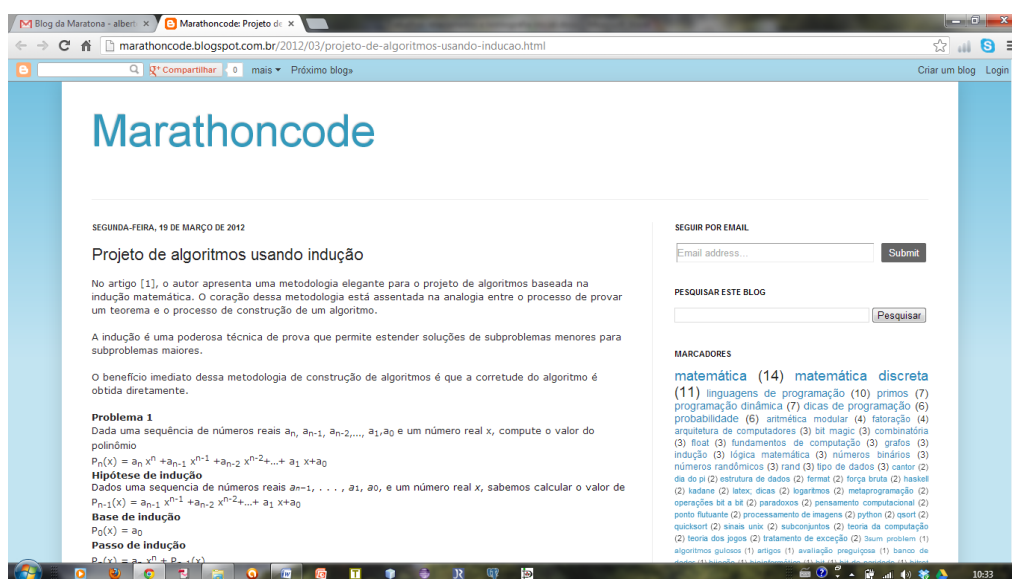 Blog da Maratona - albert
Marathoncode: Projeto de
marathoncode.blogspot.com.br/2012/03/projeto-de-algoritmos-usando-inducao.html
Compartilhar 0 mais Próximo blog» Criar um blog Login
Marathoncode
SEGUNDA-FEIRA, 19 DE MARÇO DE 2012
Projeto de algoritmos usando indução
No artigo [1], o autor apresenta uma metodologia elegante para o projeto de algoritmos baseada na
indução matemática. O coração dessa metodologia está assentada na analogia entre o processo de provar
um teorema e o processo de construção de um algoritmo.
A indução é uma poderosa técnica de prova que permite estender soluções de subproblemas menores para
subproblemas maiores.
O benefício imediato dessa metodologia de construção de algoritmos é que a corretude do algoritmo é
obtida diretamente.
Problema 1
Dada uma sequência de números reais aₙ, aₙ₋₁, aₙ₋₂,..., a₁,a₀ e um número real x, compute o valor do
polinômio
Pₙ(x) = aₙ xⁿ +aₙ₋₁ xⁿ⁻¹ +aₙ₋₂ xⁿ⁻²+...+ a₁ x+a₀
Hipótese de indução
Dados uma sequencia de números reais aₙ₋₁, . . . , a₁, a₀, e um número real x, sabemos calcular o valor de
Pₙ₋₁(x) = aₙ₋₁ xⁿ⁻¹ +aₙ₋₂ xⁿ⁻²+...+ a₁ x+a₀
Base de indução
P₀(x) = a₀
Passo de indução
Pₙ(x) = aₙ xⁿ + Pₙ₋₁(x)
SEGUIR POR EMAIL
Email address... Submit
PESQUISAR ESTE BLOG
Pesquisar
MARCADORES
matemática (14) matemática discreta
(11) linguagens de programação (10) primos (7)
programação dinâmica (7) dicas de programação (6)
probabilidade (6) aritmética modular (4) fatoração (4)
arquitetura de computadores (3) bit magic (3) combinatória
(3) float (3) fundamentos de computação (3) grafos (3)
indução (3) lógica matemática (3) números binários (3)
números randômicos (3) rand (3) tipo de dados (3) cantor (2)
dia do pi (2) estrutura de dados (2) fermat (2) força bruta (2) haskell
(2) kadane (2) latex; dicas (2) logaritmos (2) metaprogramação (2)
operações bit a bit (2) paradoxos (2) pensamento computacional (2)
ponto flutuante (2) processamento de imagens (2) python (2) qsort (2)
quicksort (2) sinais unix (2) subconjuntos (2) teoria da computação
(2) teoria dos jogos (2) tratamento de exceção (2) 3sum problem (1)
algoritmos gulosos (1) artigos (1) avaliação preguiçosa (1) banco de
10:33